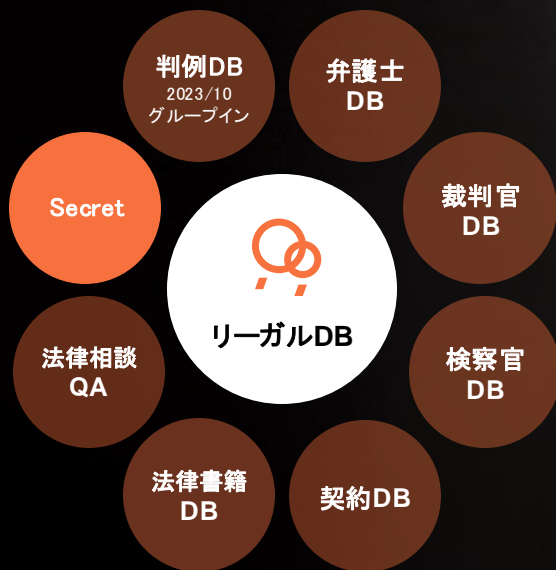 判例DB
2023/10
グループイン
弁護士
DB
Secret
裁判官
DB
リーガルDB
法律相談
QA
検察官
DB
法律書籍
DB
契約DB